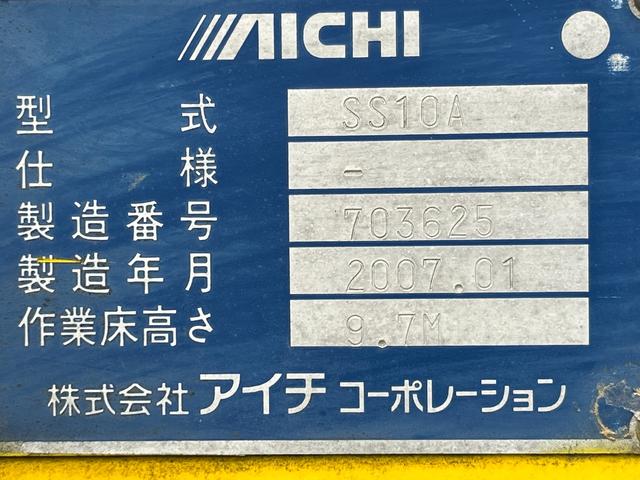 AICHI
型式 SS10A
仕様 -
製造番号 703625
製造年月 2007.01
作業床高さ 9.7M
株式会社 アイチ コーポレーション